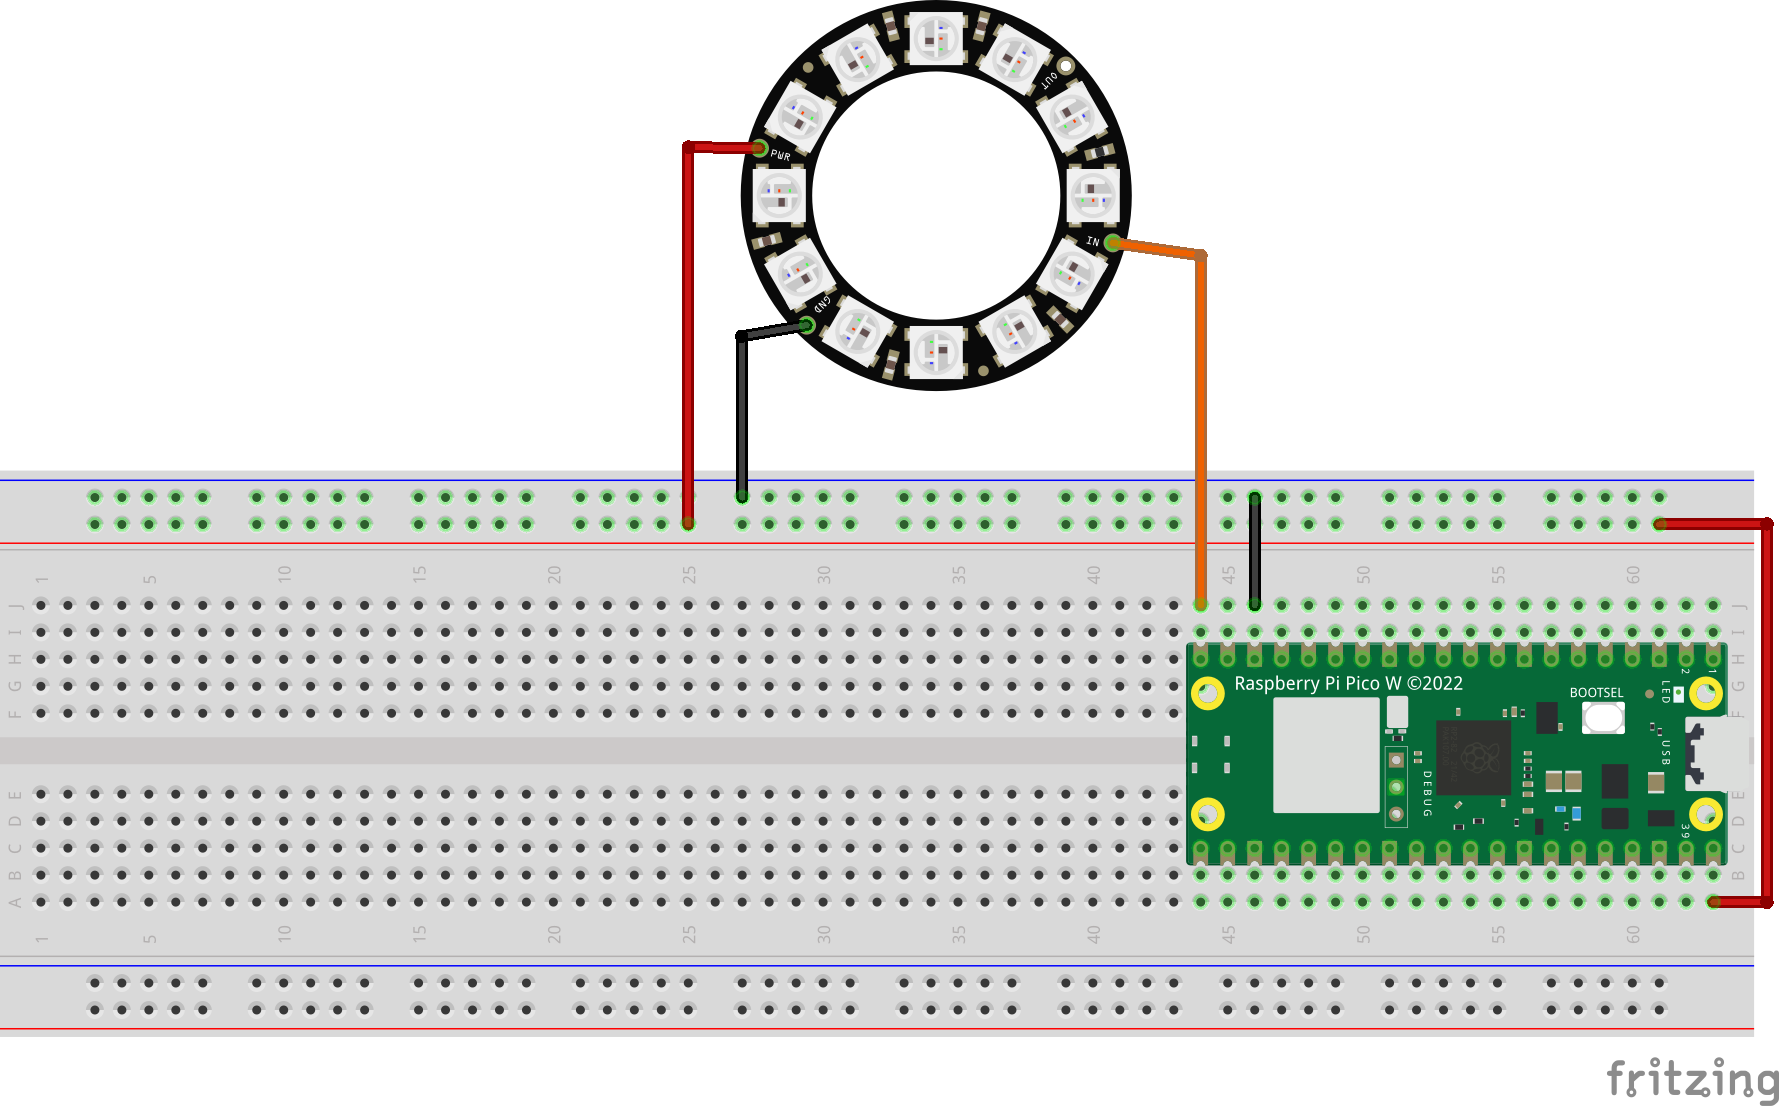 OUT
PWR
IN
GND
1 5 10 15 20 25 30 35 40 45 50 55 60
J J
I I
H H
G G
F F
E E
D D
C C
B B
A
1 5 10 15 20 25 30 35 40 45 50 55 60
Raspberry Pi Pico W ©2022
BOOTSEL
LED
2
1
USB
DEBUG
39
fritzing